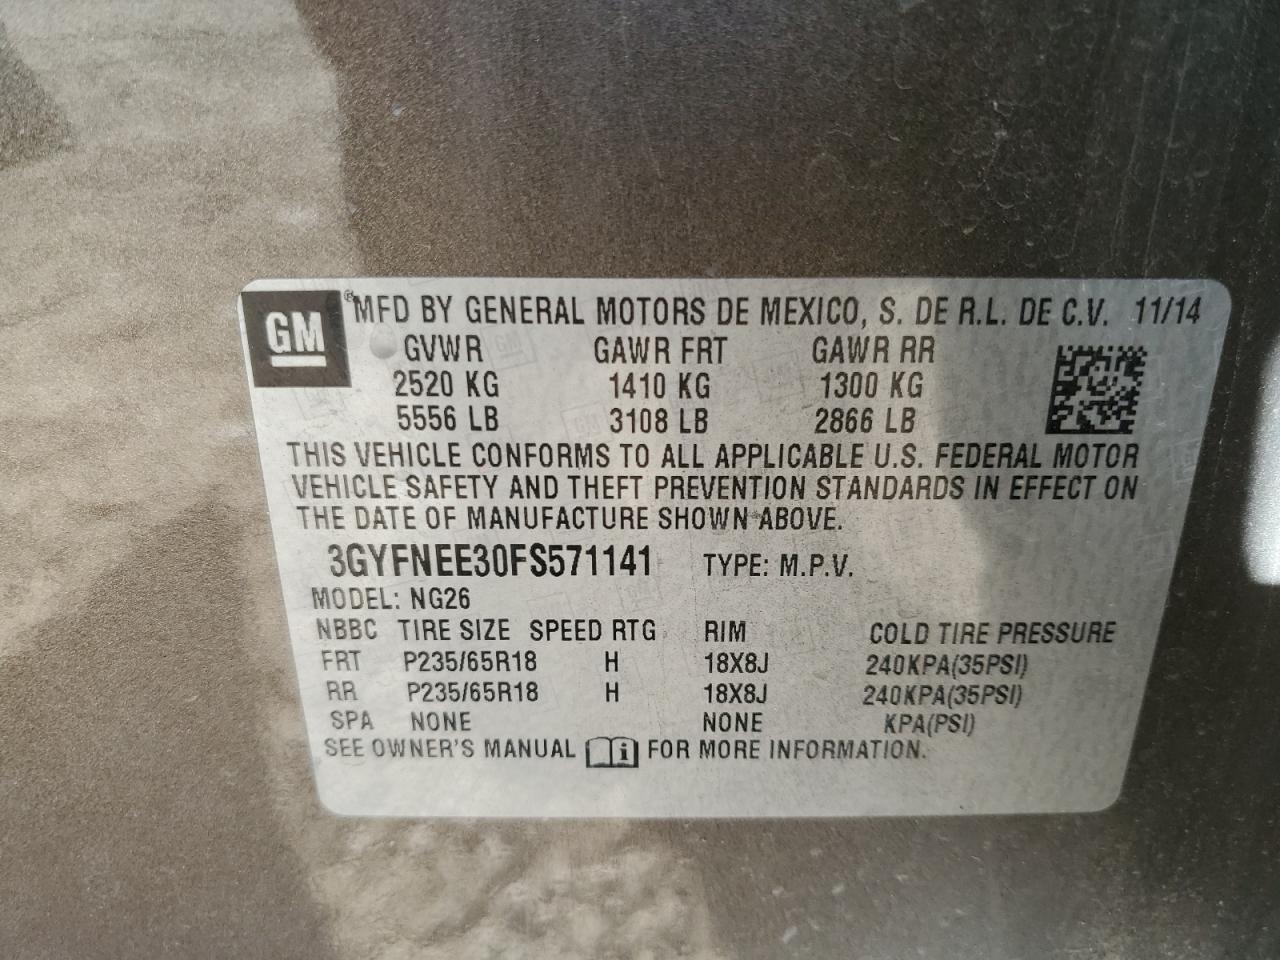 GM ® MFD BY GENERAL MOTORS DE MEXICO, S. DE R.L. DE C.V. 11/14
GVWR GAWR FRT GAWR RR
2520 KG 1410 KG 1300 KG
5556 LB 3108 LB 2866 LB
THIS VEHICLE CONFORMS TO ALL APPLICABLE U.S. FEDERAL MOTOR
VEHICLE SAFETY AND THEFT PREVENTION STANDARDS IN EFFECT ON
THE DATE OF MANUFACTURE SHOWN ABOVE.
3GYFNEE30FS571141 TYPE: M.P.V.
MODEL: NG26
NBBC TIRE SIZE SPEED RTG RIM COLD TIRE PRESSURE
FRT P235/65R18 H 18X8J 240KPA(35PSI)
RR P235/65R18 H 18X8J 240KPA(35PSI)
SPA NONE NONE KPA(PSI)
SEE OWNER'S MANUAL i FOR MORE INFORMATION.